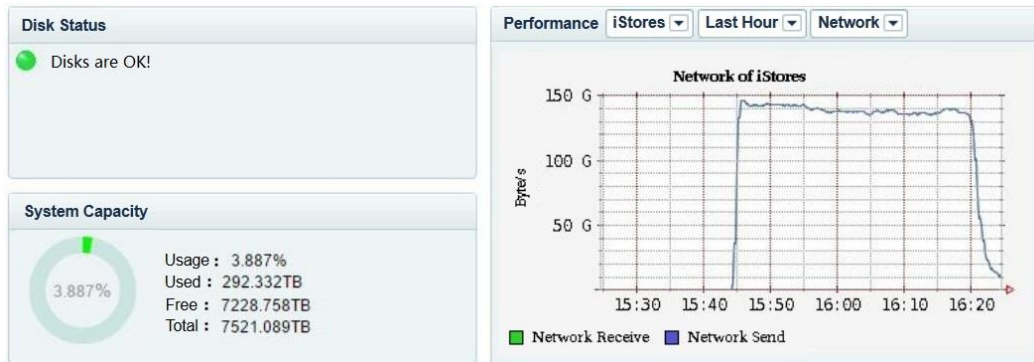 Disk Status
Disks are OK!
System Capacity
3.887%
Usage : 3.887%
Used : 292.332TB
Free : 7228.758TB
Total : 7521.089TB
Performance iStores Last Hour Network
Network of iStores
150 G
100 G
50 G
Byte/s
15:30 15:40 15:50 16:00 16:10 16:20
Network Receive Network Send